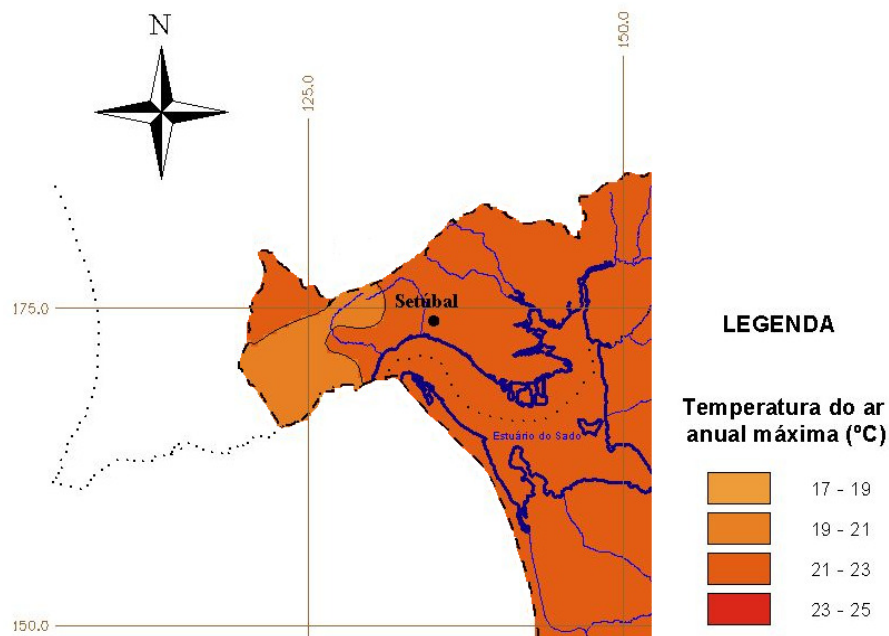 N
125.0
150.0
175.0
Setúbal
Estuário do Sado
150.0
LEGENDA
Temperatura do ar
anual máxima (ºC)
17 - 19
19 - 21
21 - 23
23 - 25